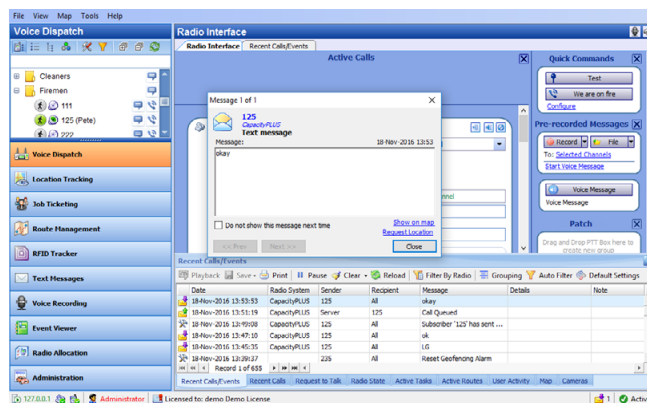 File View Map Tools Help
Voice Dispatch
Radio Interface
Radio Interface Recent Calls/Events
Active Calls
Quick Commands
Test
We are on fire
Configure
Pre-recorded Messages
Record File
To: Selected Channels
Start Voice Message
Voice Message
Voice Message
Patch
Drag and Drop PTT Box here to
create new group
Cleaners
Firemen
111
125 (Pete)
222
Voice Dispatch
Location Tracking
Job Ticketing
Route Management
RFID Tracker
Text Messages
Voice Recording
Event Viewer
Radio Allocation
Administration
Message 1 of 1
125
CapacityPLUS
Text message
Message: 18-Nov-2016 13:53
okay
Do not show this message next time
Show on map
Request Location
<< Prev Next >> Close
Recent Calls/Events
Playback Save Print Pause Clear Reload Filter By Radio Grouping Auto Filter Default Settings
Date Radio System Sender Recipient Message Details Note
18-Nov-2016 13:53:53 CapacityPLUS 125 All okay
18-Nov-2016 13:51:19 CapacityPLUS Server 125 Call Queued
18-Nov-2016 13:49:08 CapacityPLUS 125 All Subscriber '125' has sent ...
18-Nov-2016 13:47:10 CapacityPLUS 125 All ok
18-Nov-2016 13:45:35 CapacityPLUS 125 All LG
18-Nov-2016 13:39:37 CapacityPLUS 235 All Reset Geofencing Alarm
Record 1 of 655
Recent Calls/Events Recent Calls Request to Talk Radio State Active Tasks Active Routes User Activity Map Cameras
127.0.0.1 Administrator Licensed to: demo Demo License 1 Activ